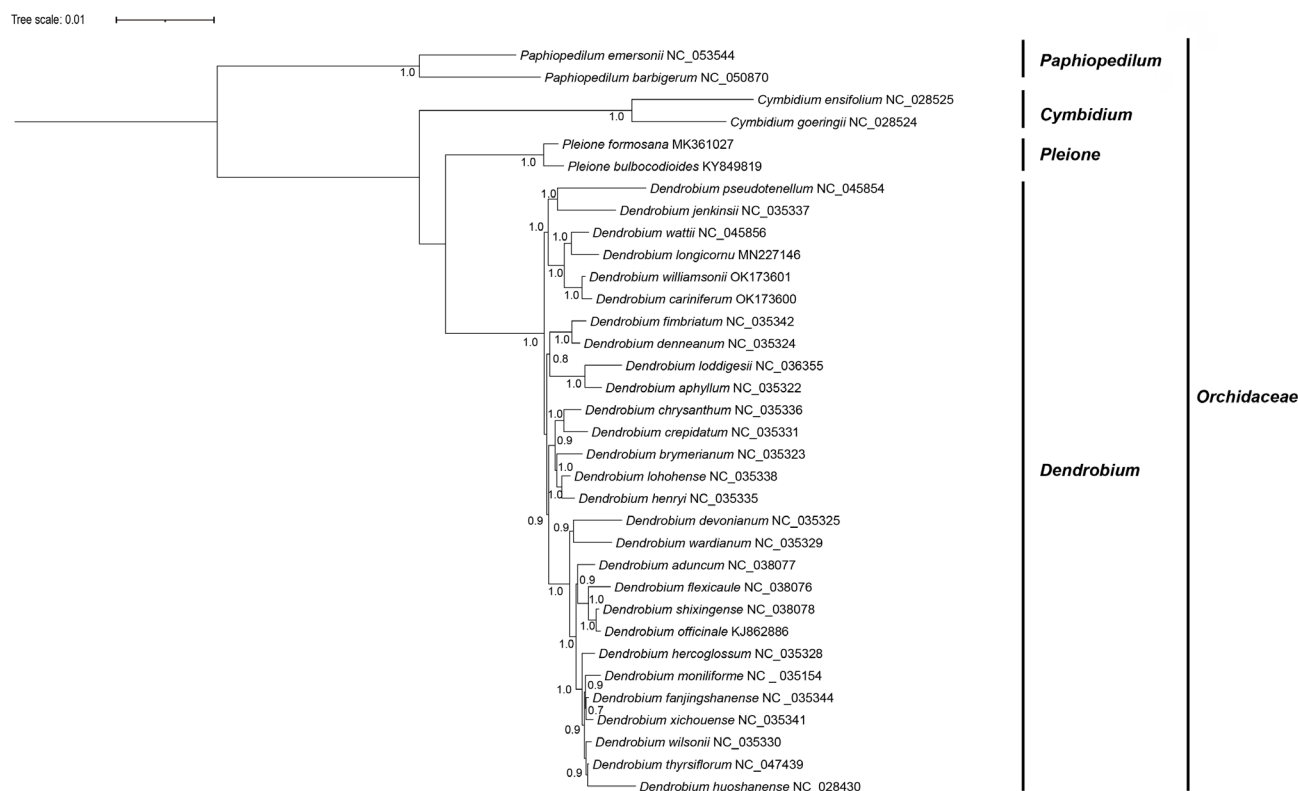 Tree scale: 0.01
Paphiopedilum emersonii NC_053544
1.0
Paphiopedilum barbigerum NC_050870
Paphiopedilum
Cymbidium ensifolium NC_028525
1.0
Cymbidium goeringii NC_028524
Cymbidium
Pleione formosana MK361027
1.0
Pleione bulbocodioides KY849819
Pleione
Dendrobium pseudotenellum NC_045854
1.0
Dendrobium jenkinsii NC_035337
1.0
Dendrobium wattii NC_045856
1.0
Dendrobium longicornu MN227146
1.0
Dendrobium williamsonii OK173601
1.0
Dendrobium cariniferum OK173600
Dendrobium fimbriatum NC_035342
1.0
1.0
Dendrobium denneanum NC_035324
0.8
Dendrobium loddigesii NC_036355
1.0
Dendrobium aphyllum NC_035322
Orchidaceae
Dendrobium chrysanthum NC_035336
1.0
Dendrobium crepidatum NC_035331
0.9
Dendrobium brymerianum NC_035323
1.0
Dendrobium
Dendrobium lohohense NC_035338
1.0
Dendrobium henryi NC_035335
0.9
Dendrobium devonianum NC_035325
0.9
Dendrobium wardianum NC_035329
Dendrobium aduncum NC_038077
0.9
1.0
Dendrobium flexicaule NC_038076
1.0
Dendrobium shixingense NC_038078
1.0
Dendrobium officinale KJ862886
1.0
Dendrobium hercoglossum NC_035328
Dendrobium moniliforme NC _ 035154
0.9
1.0
Dendrobium fanjingshanense NC _035344
0.7
Dendrobium xichouense NC_035341
0.9
Dendrobium wilsonii NC_035330
Dendrobium thyrsiflorum NC_047439
0.9
Dendrobium huoshanense NC_028430